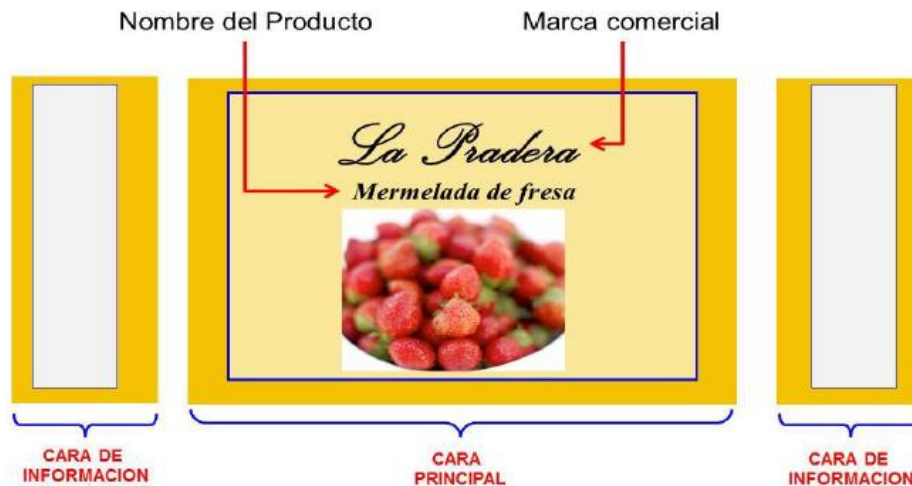 Nombre del Producto
Marca comercial
La Pradera
Mermelada de fresa
CARA DE
INFORMACION
CARA
PRINCIPAL
CARA DE
INFORMACION